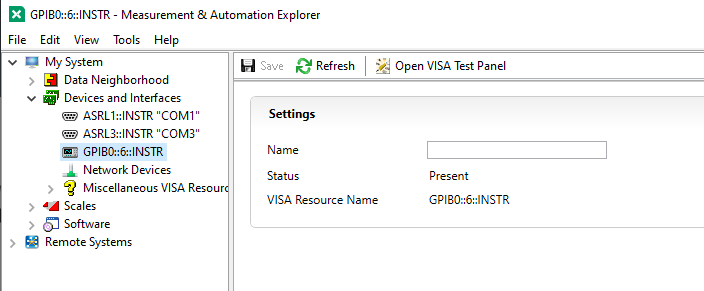 GPIB0::6::INSTR - Measurement & Automation Explorer
File Edit View Tools Help
My System
Data Neighborhood
Devices and Interfaces
ASRL1::INSTR "COM1"
ASRL3::INSTR "COM3"
GPIB0::6::INSTR
Network Devices
Miscellaneous VISA Resourc
Scales
Software
Remote Systems
Save Refresh Open VISA Test Panel
Settings
Name
Status Present
VISA Resource Name GPIB0::6::INSTR